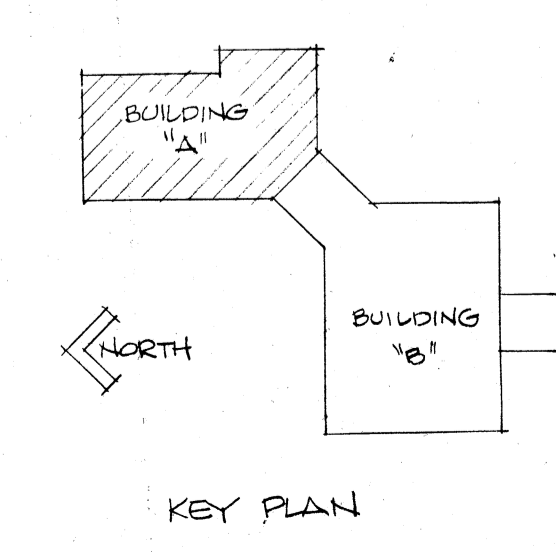 BUILDING
"A"
BUILDING
"B"
NORTH
KEY PLAN